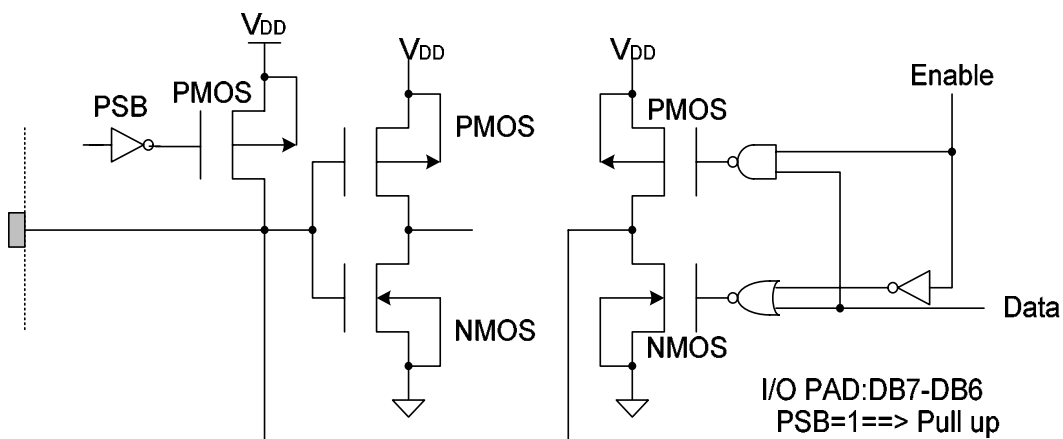 VDD
VDD
VDD
Enable
PSB
PMOS
PMOS
PMOS
NMOS
NMOS
Data
I/O PAD:DB7-DB6
PSB=1==> Pull up